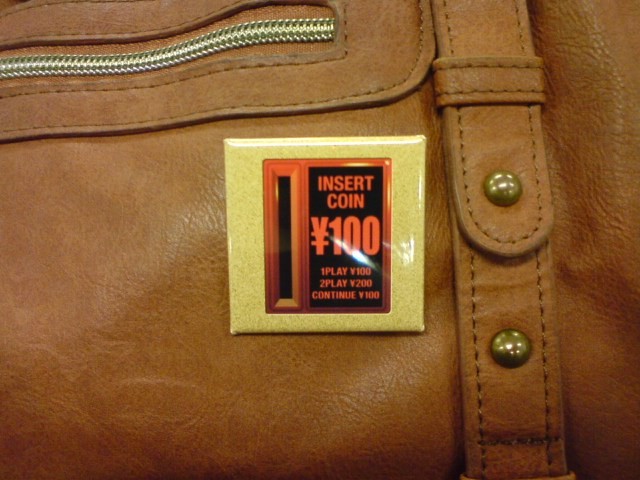 INSERT
COIN
¥100
1PLAY ¥100
2PLAY ¥200
CONTINUE ¥100